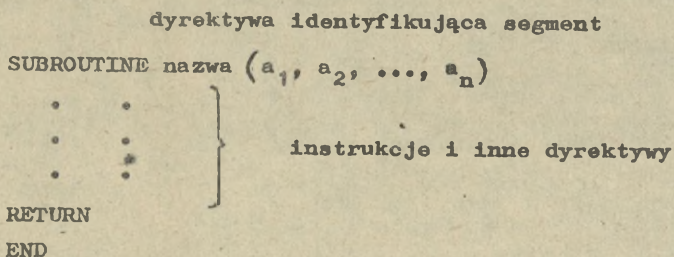 dyrektywa identyfikująca segment
SUBROUTINE nazwa (a₁, a₂, ..., aₙ)
. .
. .
. .
instrukcje i inne dyrektywy
RETURN
END